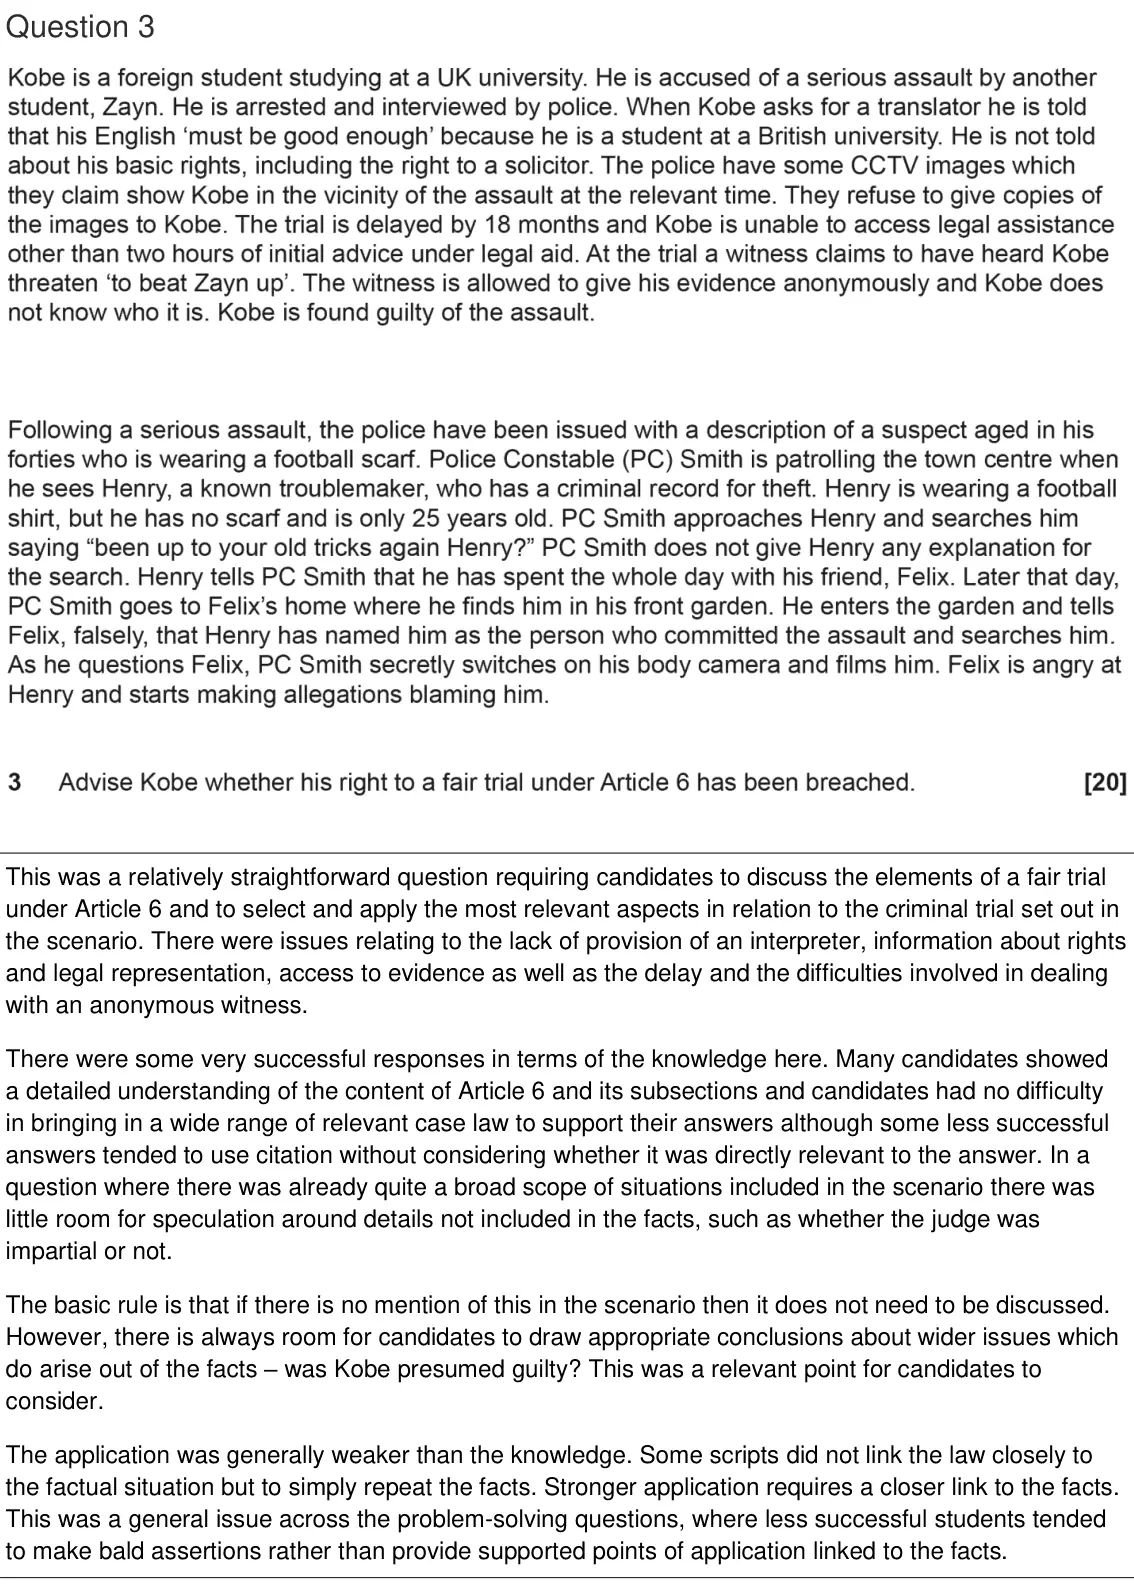 Question 3
Kobe is a foreign student studying at a UK university. He is accused of a serious assault by another
student, Zayn. He is arrested and interviewed by police. When Kobe asks for a translator he is told
that his English ‘must be good enough’ because he is a student at a British university. He is not told
about his basic rights, including the right to a solicitor. The police have some CCTV images which
they claim show Kobe in the vicinity of the assault at the relevant time. They refuse to give copies of
the images to Kobe. The trial is delayed by 18 months and Kobe is unable to access legal assistance
other than two hours of initial advice under legal aid. At the trial a witness claims to have heard Kobe
threaten ‘to beat Zayn up’. The witness is allowed to give his evidence anonymously and Kobe does
not know who it is. Kobe is found guilty of the assault.
Following a serious assault, the police have been issued with a description of a suspect aged in his
forties who is wearing a football scarf. Police Constable (PC) Smith is patrolling the town centre when
he sees Henry, a known troublemaker, who has a criminal record for theft. Henry is wearing a football
shirt, but he has no scarf and is only 25 years old. PC Smith approaches Henry and searches him
saying “been up to your old tricks again Henry?” PC Smith does not give Henry any explanation for
the search. Henry tells PC Smith that he has spent the whole day with his friend, Felix. Later that day,
PC Smith goes to Felix’s home where he finds him in his front garden. He enters the garden and tells
Felix, falsely, that Henry has named him as the person who committed the assault and searches him.
As he questions Felix, PC Smith secretly switches on his body camera and films him. Felix is angry at
Henry and starts making allegations blaming him.
3 Advise Kobe whether his right to a fair trial under Article 6 has been breached. [20]
This was a relatively straightforward question requiring candidates to discuss the elements of a fair trial
under Article 6 and to select and apply the most relevant aspects in relation to the criminal trial set out in
the scenario. There were issues relating to the lack of provision of an interpreter, information about rights
and legal representation, access to evidence as well as the delay and the difficulties involved in dealing
with an anonymous witness.
There were some very successful responses in terms of the knowledge here. Many candidates showed
a detailed understanding of the content of Article 6 and its subsections and candidates had no difficulty
in bringing in a wide range of relevant case law to support their answers although some less successful
answers tended to use citation without considering whether it was directly relevant to the answer. In a
question where there was already quite a broad scope of situations included in the scenario there was
little room for speculation around details not included in the facts, such as whether the judge was
impartial or not.
The basic rule is that if there is no mention of this in the scenario then it does not need to be discussed.
However, there is always room for candidates to draw appropriate conclusions about wider issues which
do arise out of the facts – was Kobe presumed guilty? This was a relevant point for candidates to
consider.
The application was generally weaker than the knowledge. Some scripts did not link the law closely to
the factual situation but to simply repeat the facts. Stronger application requires a closer link to the facts.
This was a general issue across the problem-solving questions, where less successful students tended
to make bald assertions rather than provide supported points of application linked to the facts.